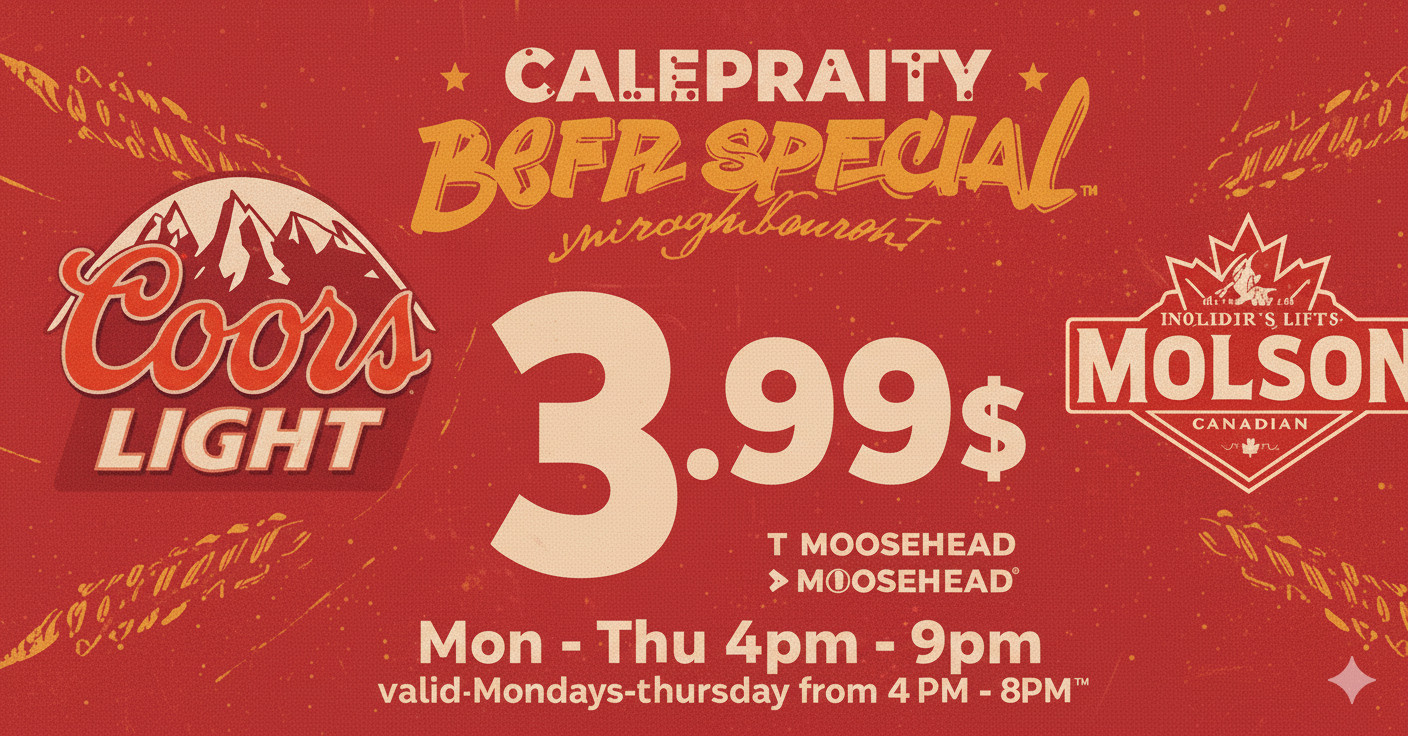 CALEPRAITY
BEFR SPECIAL™
Coors
LIGHT
3.99$
INOLIDIR'S LIFTS
MOLSON
CANADIAN
T MOOSEHEAD
> MOOSEHEAD®
Mon - Thu 4pm - 9pm
valid-Mondays-thursday from 4 PM - 8PM™